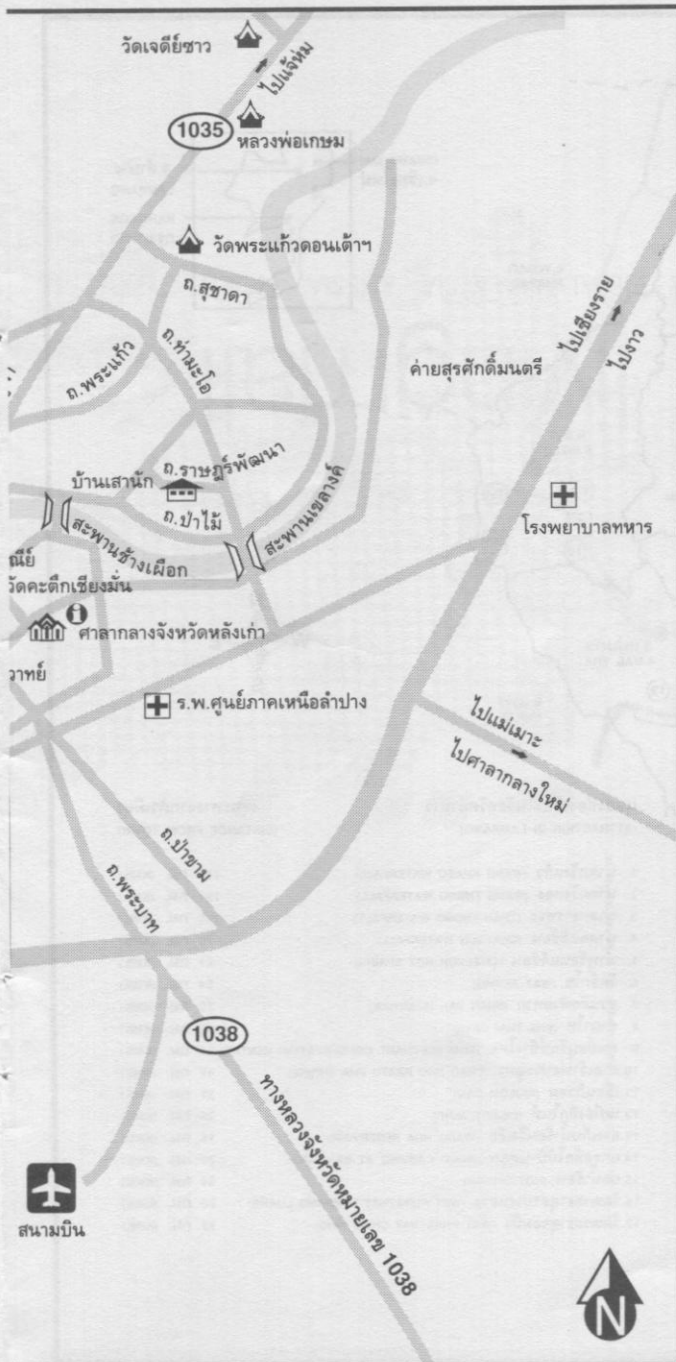 วัดเจดีย์ซาว
ไปแจ้ห่ม
1035
หลวงพ่อเกษม
วัดพระแก้วดอนเต้าฯ
ถ.สุชาดา
ไปเชียงราย
ไปงาว
ถ.พระแก้ว
ถ.ท่ามะโอ
ค่ายสุรศักดิ์มนตรี
ถ.ราษฎร์พัฒนา
บ้านเสานัก
ถ.ป่าไม้
สะพานช้างเผือก
สะพานเขลางค์
โรงพยาบาลทหาร
ณีย์
วัดคะตึกเชียงมั่น
ศาลากลางจังหวัดหลังเก่า
วาทย์
ร.พ.ศูนย์ภาคเหนือลำปาง
ไปแม่เมาะ
ไปศาลากลางใหม่
ถ.ป่าขาม
ถ.พระบาท
1038
ทางหลวงจังหวัดหมายเลข 1038
สนามบิน
N